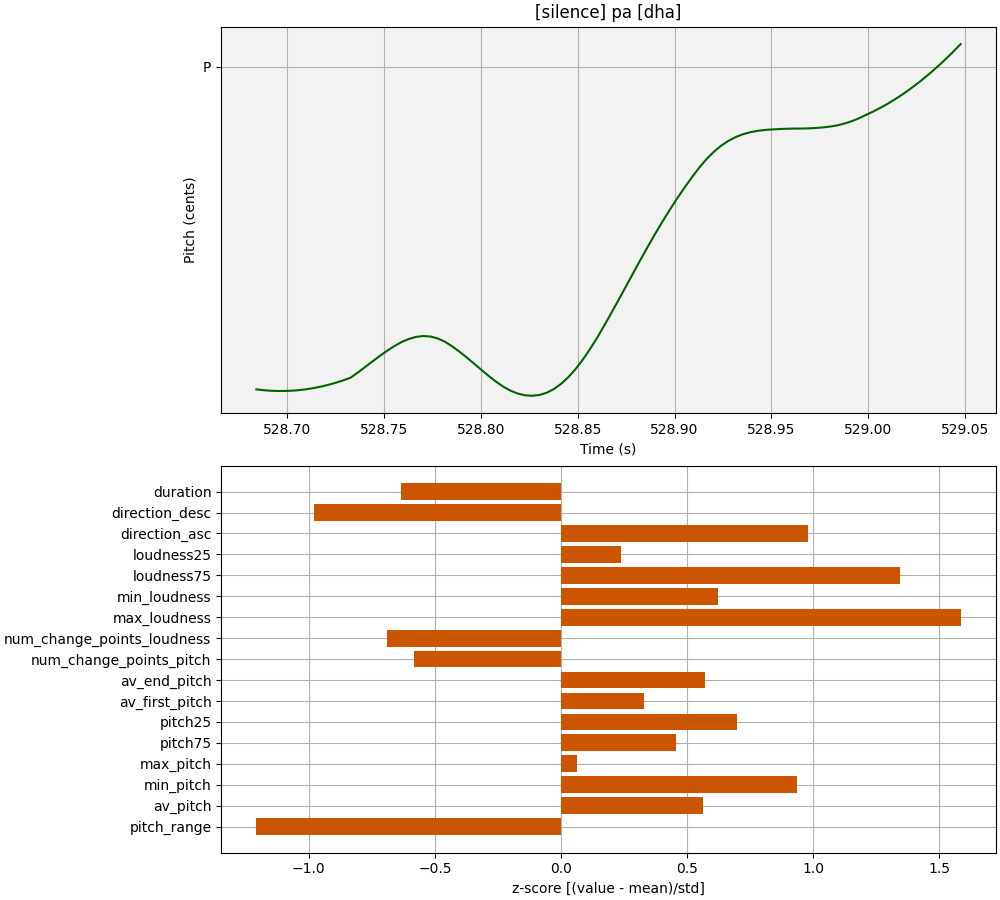 [silence] pa [dha]
P
Pitch (cents)
528.70 528.75 528.80 528.85 528.90 528.95 529.00 529.05
Time (s)
duration
direction_desc
direction_asc
loudness25
loudness75
min_loudness
max_loudness
num_change_points_loudness
num_change_points_pitch
av_end_pitch
av_first_pitch
pitch25
pitch75
max_pitch
min_pitch
av_pitch
pitch_range
−1.0 −0.5 0.0 0.5 1.0 1.5
z-score [(value - mean)/std]